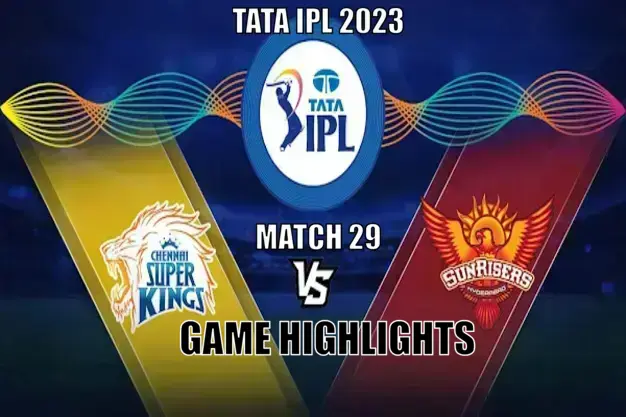 TATA IPL 2023
TATA
IPL
MATCH 29
VS
CHENNAI
SUPER
KINGS
SUNRISERS
HYDERABAD
GAME HIGHLIGHTS